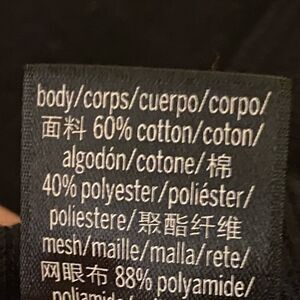 body/corps/cuerpo/corpo/
面料 60% cotton/coton/
algodón/cotone/棉
40% polyester/poliéster/
poliestere/聚酯纤维
mesh/maille/malla/rete/
网眼布 88% polyamide/